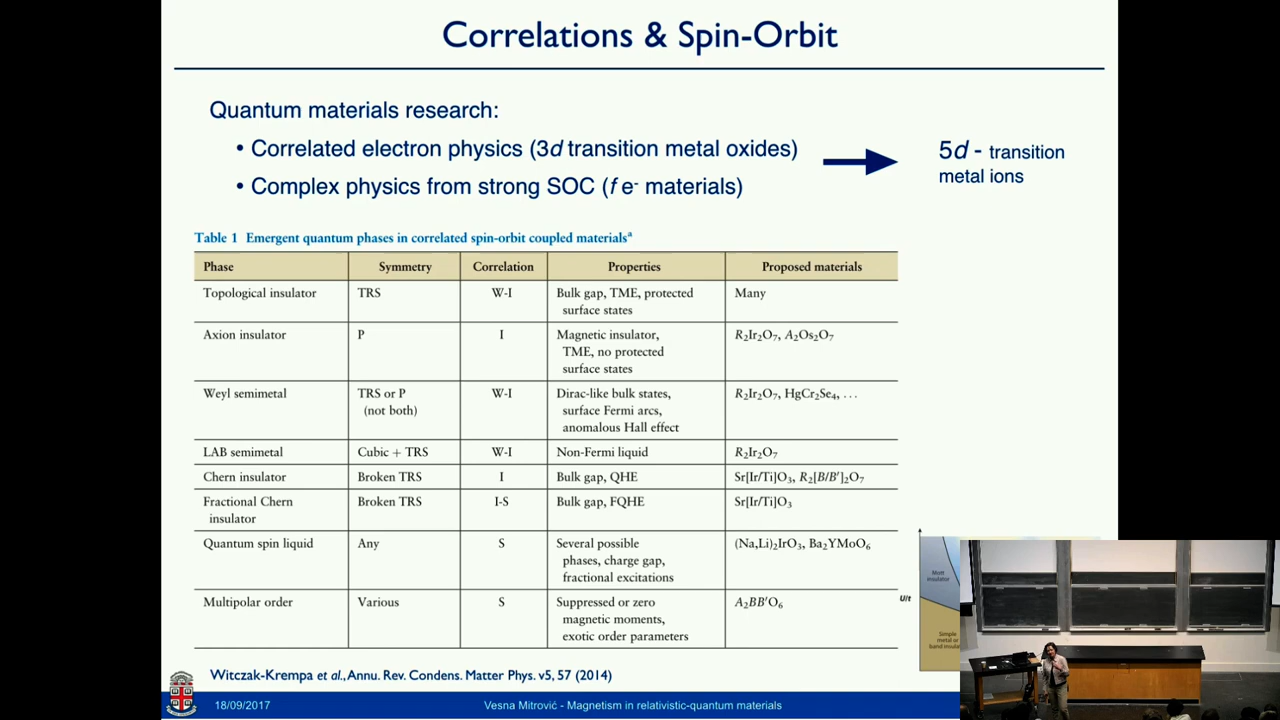 Correlations & Spin-Orbit
Quantum materials research:
• Correlated electron physics (3d transition metal oxides)
• Complex physics from strong SOC (f e- materials)
5d - transition
metal ions
Table 1 Emergent quantum phases in correlated spin-orbit coupled materialsª
Phase Symmetry Correlation Properties Proposed materials
Topological insulator TRS W-I Bulk gap, TME, protected Many
surface states
Axion insulator P I Magnetic insulator, R₂Ir₂O₇, A₂Os₂O₇
TME, no protected
surface states
Weyl semimetal TRS or P W-I Dirac-like bulk states, R₂Ir₂O₇, HgCr₂Se₄, ...
(not both) surface Fermi arcs,
anomalous Hall effect
LAB semimetal Cubic + TRS W-I Non-Fermi liquid R₂Ir₂O₇
Chern insulator Broken TRS I Bulk gap, QHE Sr[Ir/Ti]O₃, R₂[B/B′]₂O₇
Fractional Chern Broken TRS I-S Bulk gap, FQHE Sr[Ir/Ti]O₃
insulator
Quantum spin liquid Any S Several possible (Na,Li)₂IrO₃, Ba₂YMoO₆
phases, charge gap,
fractional excitations
Multipolar order Various S Suppressed or zero A₂BB′O₆
magnetic moments,
exotic order parameters
Mott
insulator
U/t
Simple
metal or
Witczak-Krempa et al., Annu. Rev. Condens. Matter Phys. v5, 57 (2014)
18/09/2017 Vesna Mitrović - Magnetism in relativistic-quantum materials